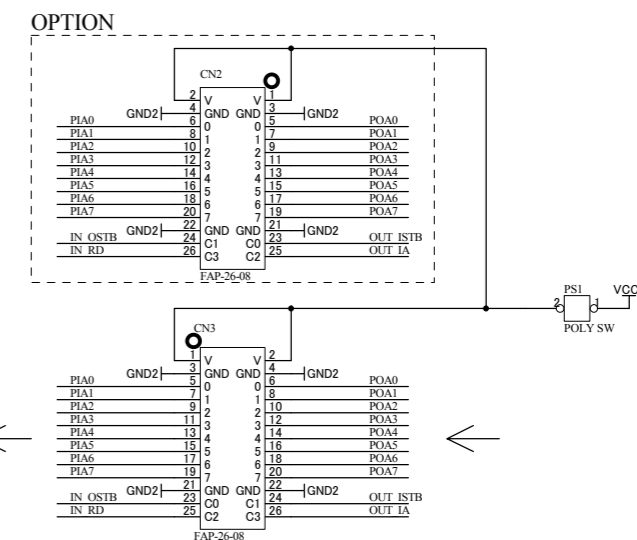 OPTION
CN2
2 V V 1
GND2 4 GND GND 3 GND2
PIA0 6 0 0 5 POA0
PIA1 8 1 1 7 POA1
PIA2 10 2 2 9 POA2
PIA3 12 3 3 11 POA3
PIA4 14 4 4 13 POA4
PIA5 16 5 5 15 POA5
PIA6 18 6 6 17 POA6
PIA7 20 7 7 19 POA7
GND2 22 GND GND 21 GND2
IN OSTB 24 C1 C0 23 OUT ISTB
IN RD 26 C3 C2 25 OUT IA
FAP-26-08
PS1 VCC
2 1
POLY SW
CN3
1 V V 2
GND2 3 GND GND 4 GND2
PIA0 5 0 0 6 POA0
PIA1 7 1 1 8 POA1
PIA2 9 2 2 10 POA2
PIA3 11 3 3 12 POA3
PIA4 13 4 4 14 POA4
PIA5 15 5 5 16 POA5
PIA6 17 6 6 18 POA6
PIA7 19 7 7 20 POA7
GND2 21 GND GND 22 GND2
IN OSTB 23 C0 C1 24 OUT ISTB
IN RD 25 C2 C3 26 OUT IA
FAP-26-08